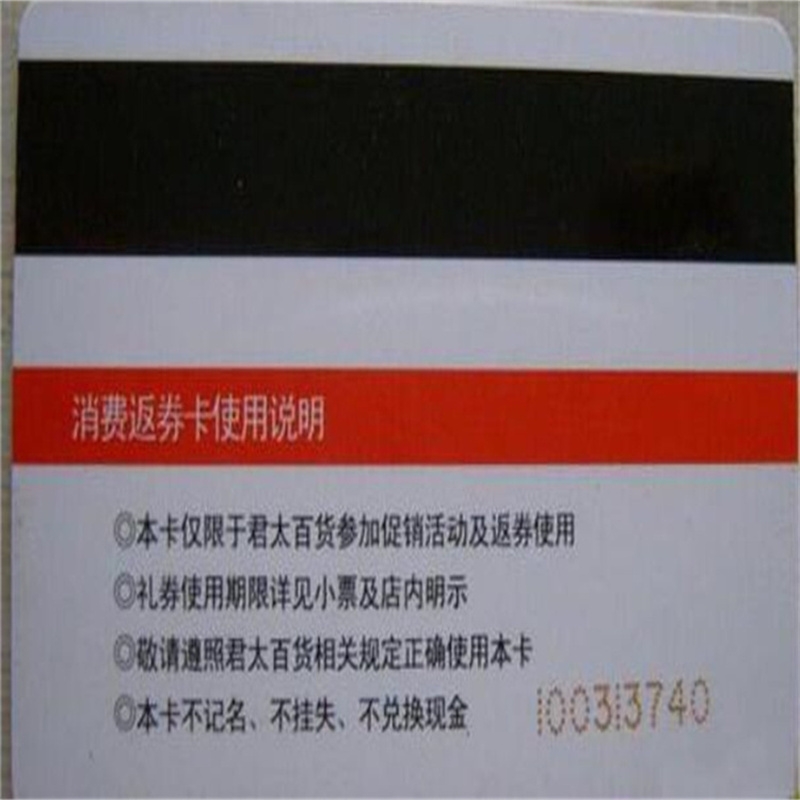 消费返券卡使用说明
◎本卡仅限于君太百货参加促销活动及返券使用
◎礼券使用期限详见小票及店内明示
◎敬请遵照君太百货相关规定正确使用本卡
◎本卡不记名、不挂失、不兑换现金
100313740